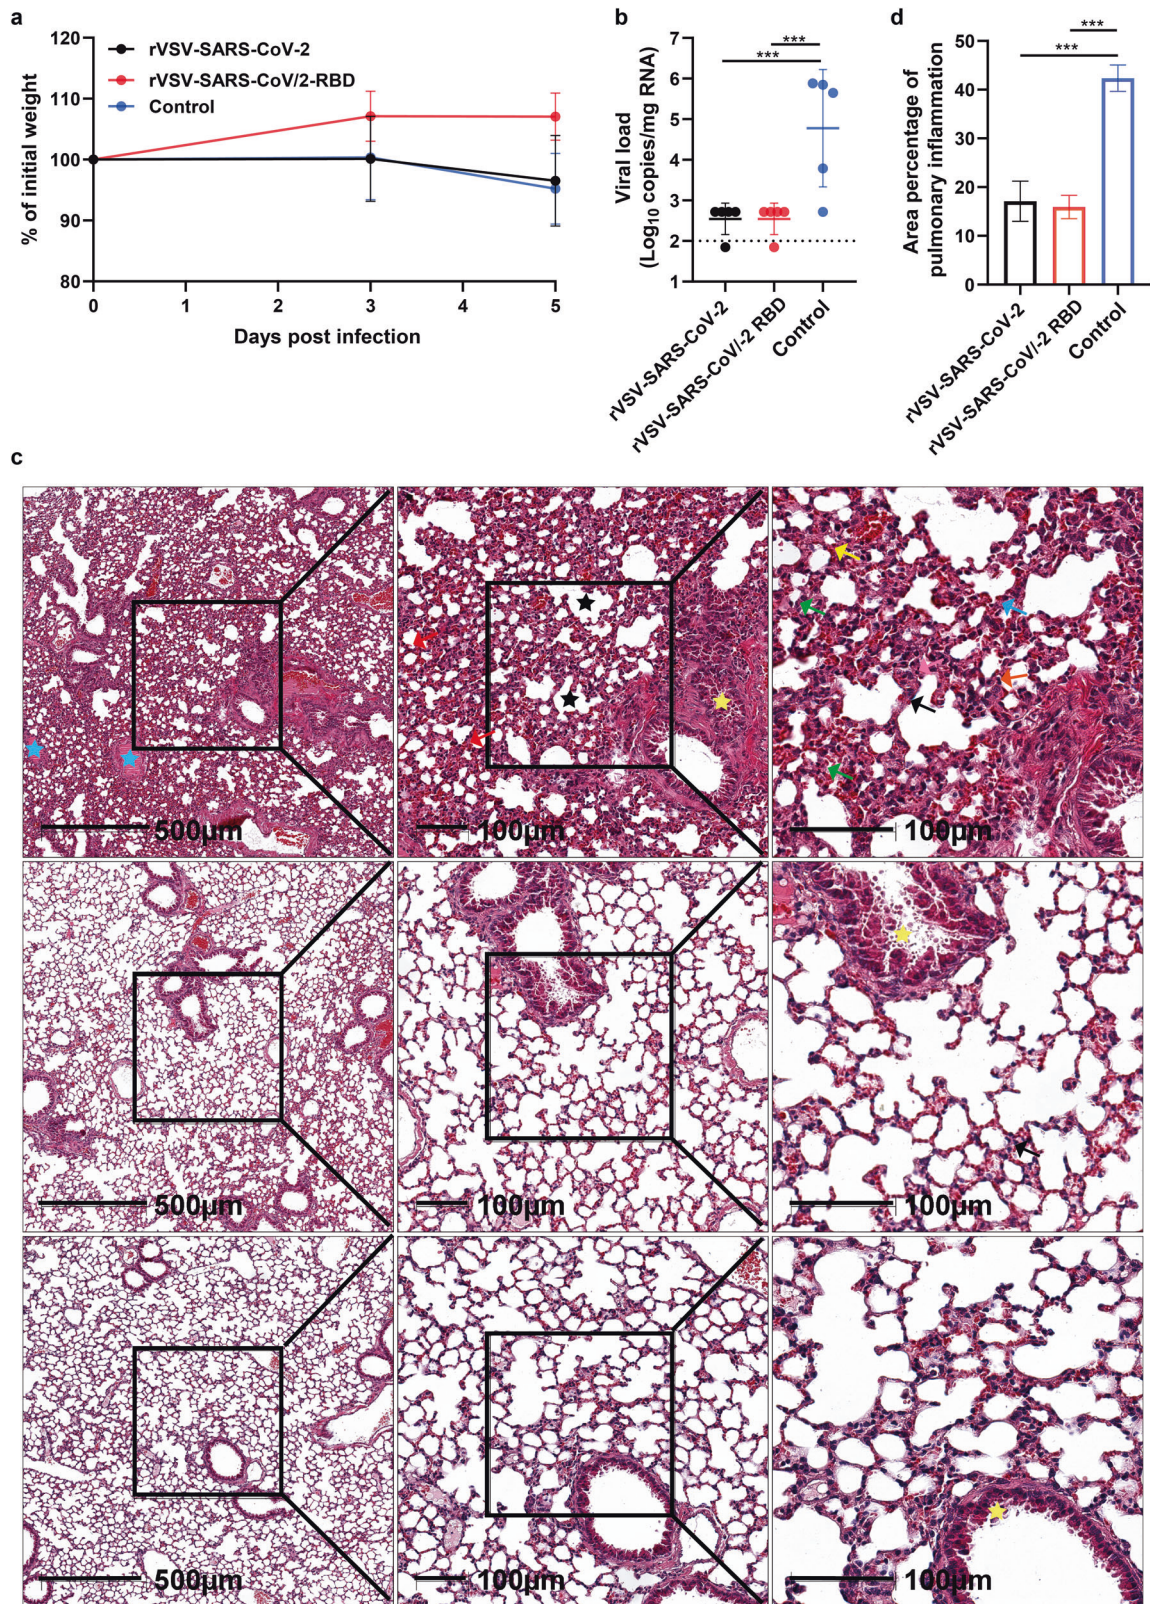 a
120
110
100
90
80
% of initial weight
rVSV-SARS-CoV-2
rVSV-SARS-CoV/2-RBD
Control
0 1 2 3 4 5
Days post infection
b
***
***
7
6
5
4
3
2
1
Viral load
(Log10 copies/mg RNA)
rVSV-SARS-CoV-2
rVSV-SARS-CoV/-2 RBD
Control
d
***
***
50
40
30
20
10
0
Area percentage of
pulmonary inflammation
rVSV-SARS-CoV-2
rVSV-SARS-CoV/-2 RBD
Control
c
500μm
100μm
100μm
500μm
100μm
100μm
500μm
100μm
100μm